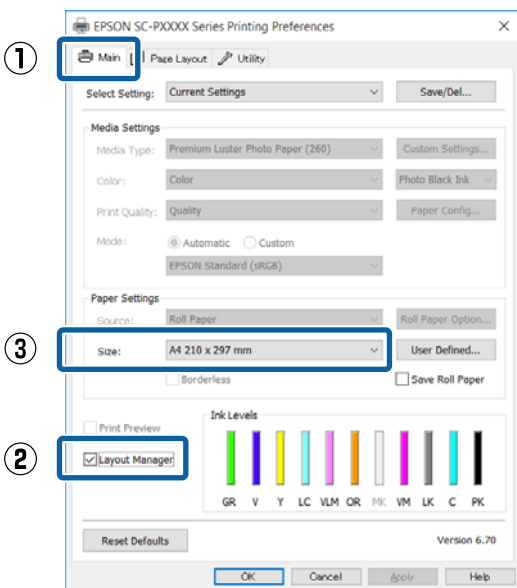 EPSON SC-PXXXX Series Printing Preferences
1
Main Page Layout Utility
Select Setting: Current Settings Save/Del...
Media Settings
Media Type: Premium Luster Photo Paper (260) Custom Settings...
Color: Color Photo Black Ink
Print Quality: Quality Paper Config...
Mode: Automatic Custom
EPSON Standard (sRGB)
Paper Settings
Source: Roll Paper Roll Paper Option...
3
Size: A4 210 x 297 mm User Defined...
Borderless Save Roll Paper
Ink Levels
Print Preview
2
Layout Manager
GR V Y LC VLM OR MK VM LK C PK
Reset Defaults Version 6.70
OK Cancel Apply Help